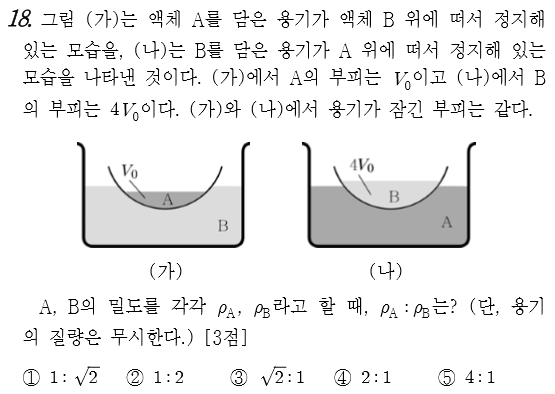 18. 그림 (가)는 액체 A를 담은 용기가 액체 B 위에 떠서 정지해
있는 모습을, (나)는 B를 담은 용기가 A 위에 떠서 정지해 있는
모습을 나타낸 것이다. (가)에서 A의 부피는 V₀이고 (나)에서 B
의 부피는 4V₀이다. (가)와 (나)에서 용기가 잠긴 부피는 같다.
V₀
A
B
4V₀
B
A
(가)
(나)
A, B의 밀도를 각각 ρA, ρB라고 할 때, ρA : ρB는? (단, 용기
의 질량은 무시한다.) [3점]
① 1 : √2 ② 1 : 2 ③ √2 : 1 ④ 2 : 1 ⑤ 4 : 1